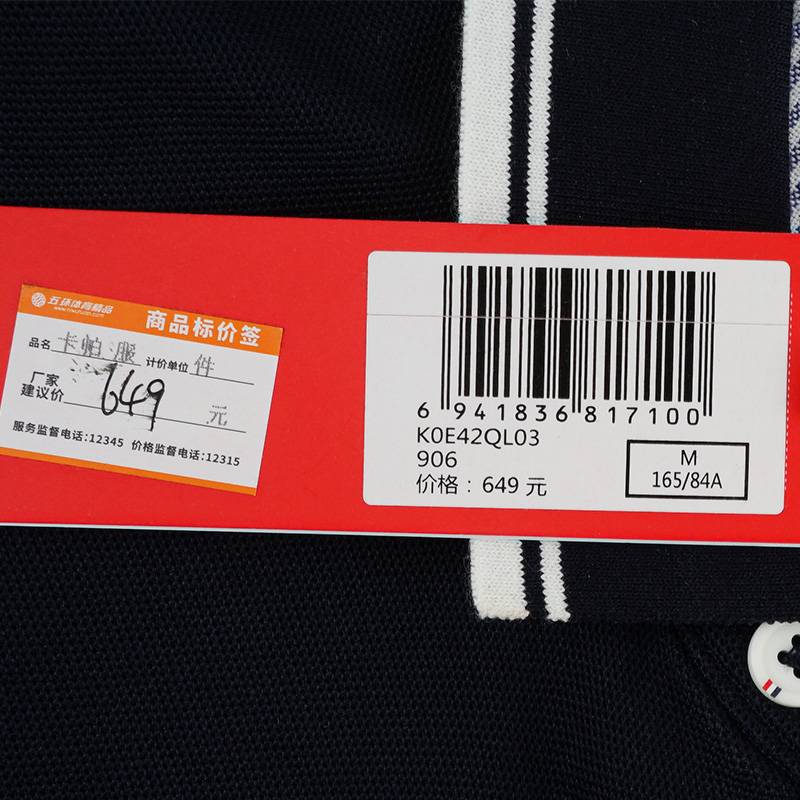 五环体育精品
商品标价签
品名 卡帕 服 计价单位 件
厂家
建议价 649 元
服务监督电话:12345 价格监督电话:12315
6 941836 817100
K0E42QL03
906
价格：649 元
M
165/84A